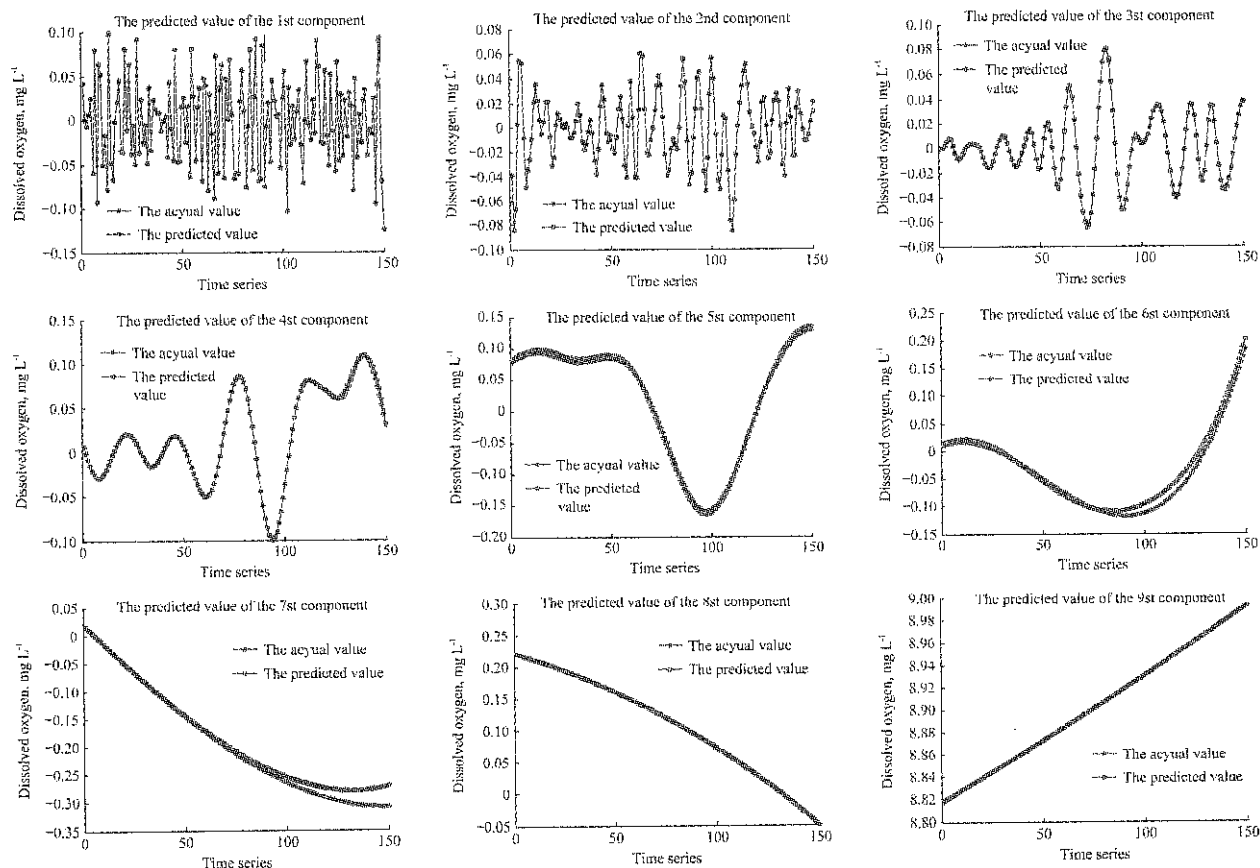 The predicted value of the 1st component
Dissolved oxygen, mg L⁻¹
0.10
0.05
0
−0.05
−0.10
−0.15
The acyual value
The predicted value
0
50
100
150
Time series
The predicted value of the 2nd component
Dissolved oxygen, mg L⁻¹
0.08
0.06
0.04
0.02
0
−0.02
−0.04
−0.06
−0.08
0.10
The acyual value
The predicted value
0
50
100
150
Time series
The predicted value of the 3st component
Dissolved oxygen, mg L⁻¹
0.08
0.06
0.04
0.02
0
−0.02
−0.04
−0.06
−0.08
The acyual value
The predicted
value
0
50
100
150
Time series
The predicted value of the 4st component
Dissolved oxygen, mg L⁻¹
0.15
0.10
0.05
0
−0.05
−0.10
The acyual value
The predicted
value
0
50
100
150
Time series
The predicted value of the 5st component
Dissolved oxygen, mg L⁻¹
0.15
0.10
0.05
0
−0.05
−0.10
−0.15
−0.20
The acyual value
The predicted
value
0
50
100
150
Time series
The predicted value of the 6st component
Dissolved oxygen, mg L⁻¹
0.25
0.20
0.15
0.10
0.05
0
−0.05
−0.10
−0.15
The acyual value
The predicted value
0
50
100
150
Time series
The predicted value of the 7st component
Dissolved oxygen, mg L⁻¹
0.05
0
−0.05
−0.10
−0.15
−0.20
−0.25
−0.30
−0.35
The acyual value
The predicted value
0
50
100
150
Time series
The predicted value of the 8st component
Dissolved oxygen, mg L⁻¹
0.30
0.20
0.15
0.10
0.05
0
−0.05
The acyual value
The predicted value
0
50
100
150
Time series
The predicted value of the 9st component
Dissolved oxygen, mg L⁻¹
9.00
8.98
8.96
8.94
8.92
8.90
8.88
8.86
8.84
8.82
8.80
The acyual value
The predicted value
0
50
100
150
Time series